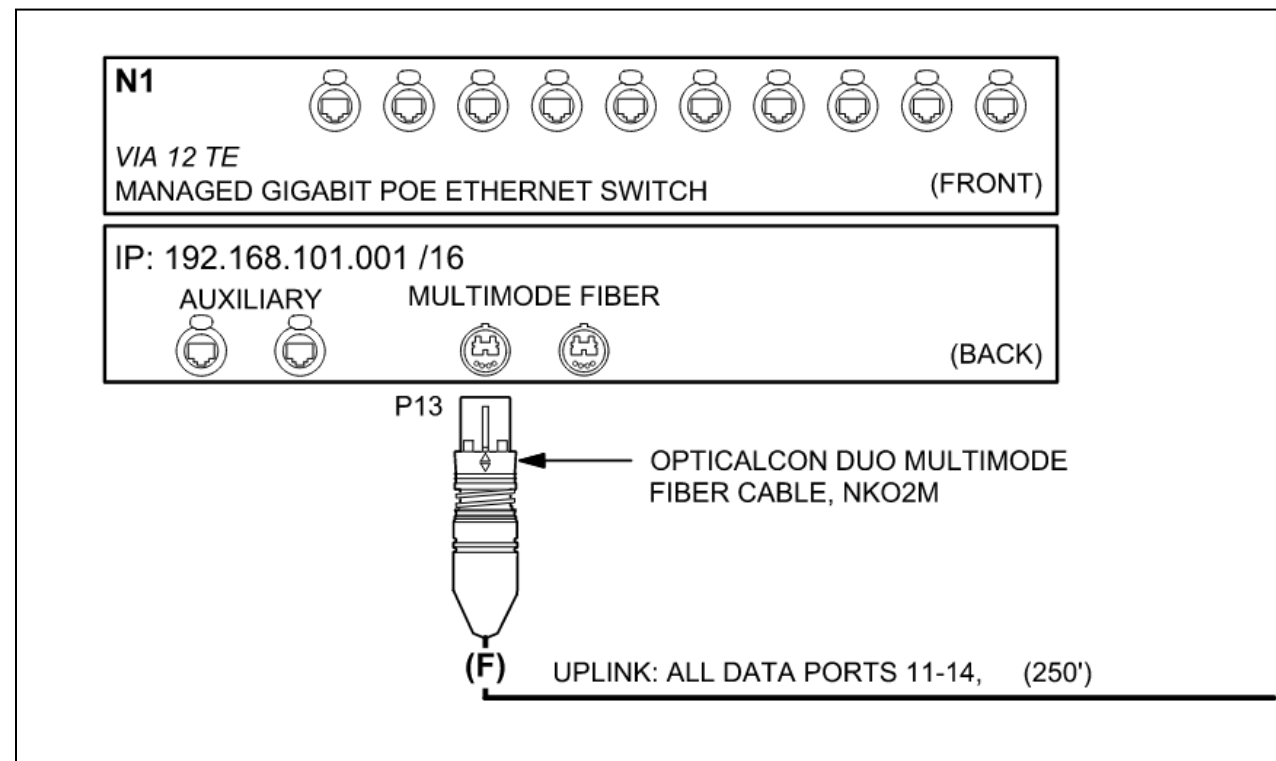 N1
VIA 12 TE
MANAGED GIGABIT POE ETHERNET SWITCH
(FRONT)
IP: 192.168.101.001 /16
AUXILIARY
MULTIMODE FIBER
(BACK)
P13
OPTICALCON DUO MULTIMODE
FIBER CABLE, NKO2M
(F)
UPLINK: ALL DATA PORTS 11-14, (250')